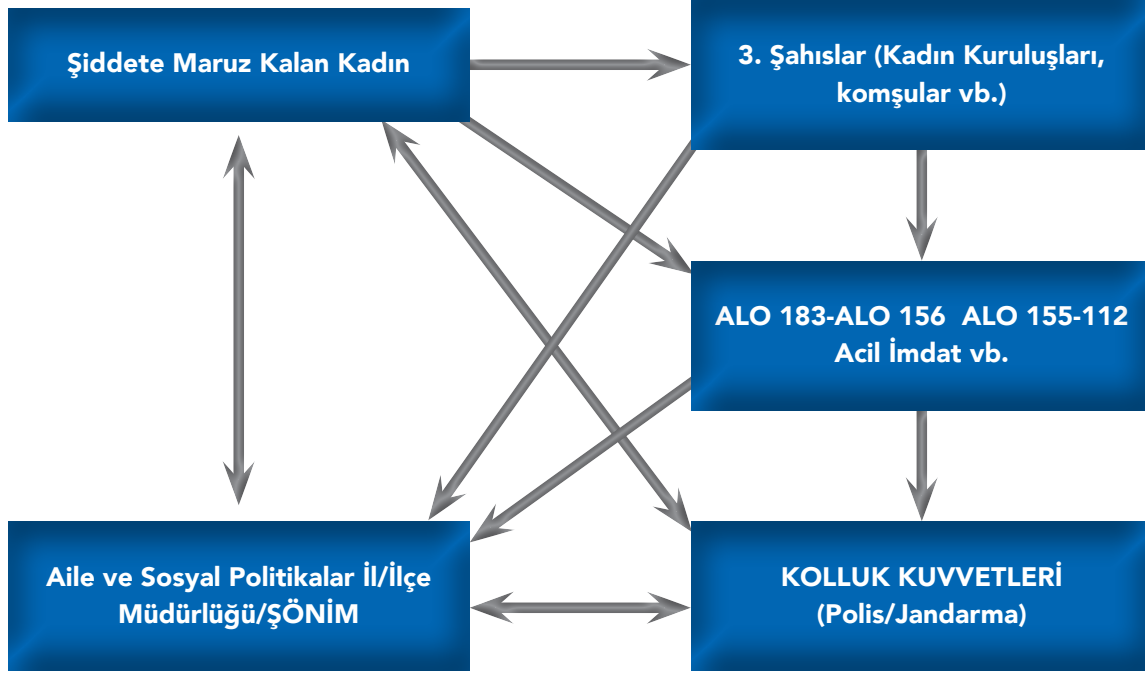 Şiddete Maruz Kalan Kadın
3. Şahıslar (Kadın Kuruluşları,
komşular vb.)
ALO 183-ALO 156 ALO 155-112
Acil İmdat vb.
Aile ve Sosyal Politikalar İl/İlçe
Müdürlüğü/ŞÖNİM
KOLLUK KUVVETLERİ
(Polis/Jandarma)